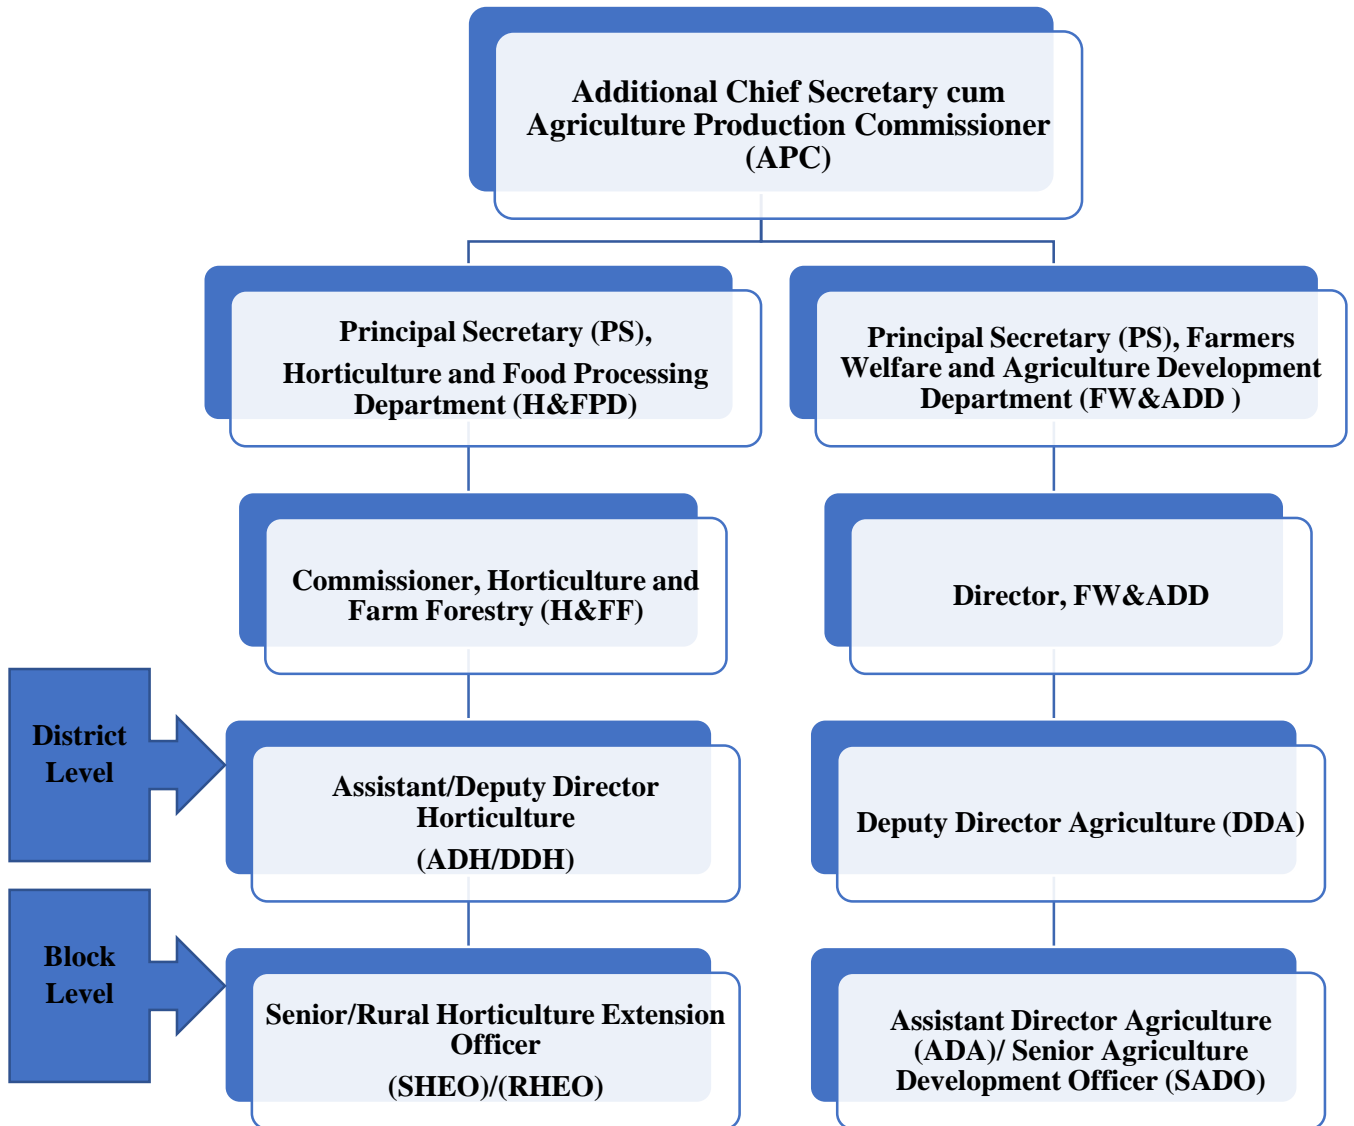 Additional Chief Secretary cum
Agriculture Production Commissioner
(APC)
Principal Secretary (PS),
Horticulture and Food Processing
Department (H&FPD)
Principal Secretary (PS), Farmers
Welfare and Agriculture Development
Department (FW&ADD )
Commissioner, Horticulture and
Farm Forestry (H&FF)
Director, FW&ADD
District
Level
Assistant/Deputy Director
Horticulture
(ADH/DDH)
Deputy Director Agriculture (DDA)
Block
Level
Senior/Rural Horticulture Extension
Officer
(SHEO)/(RHEO)
Assistant Director Agriculture
(ADA)/ Senior Agriculture
Development Officer (SADO)